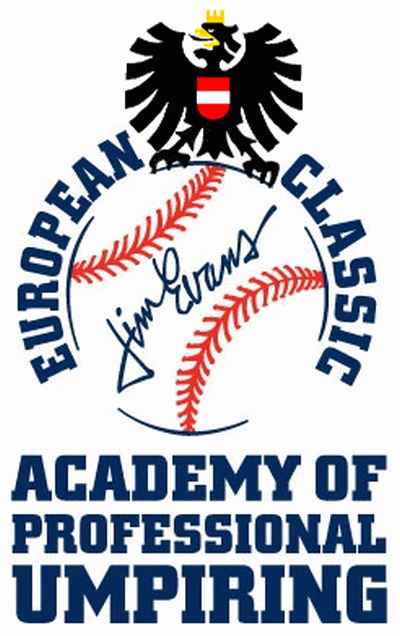 EUROPEAN CLASSIC
Jim Evans
ACADEMY OF
PROFESSIONAL
UMPIRING